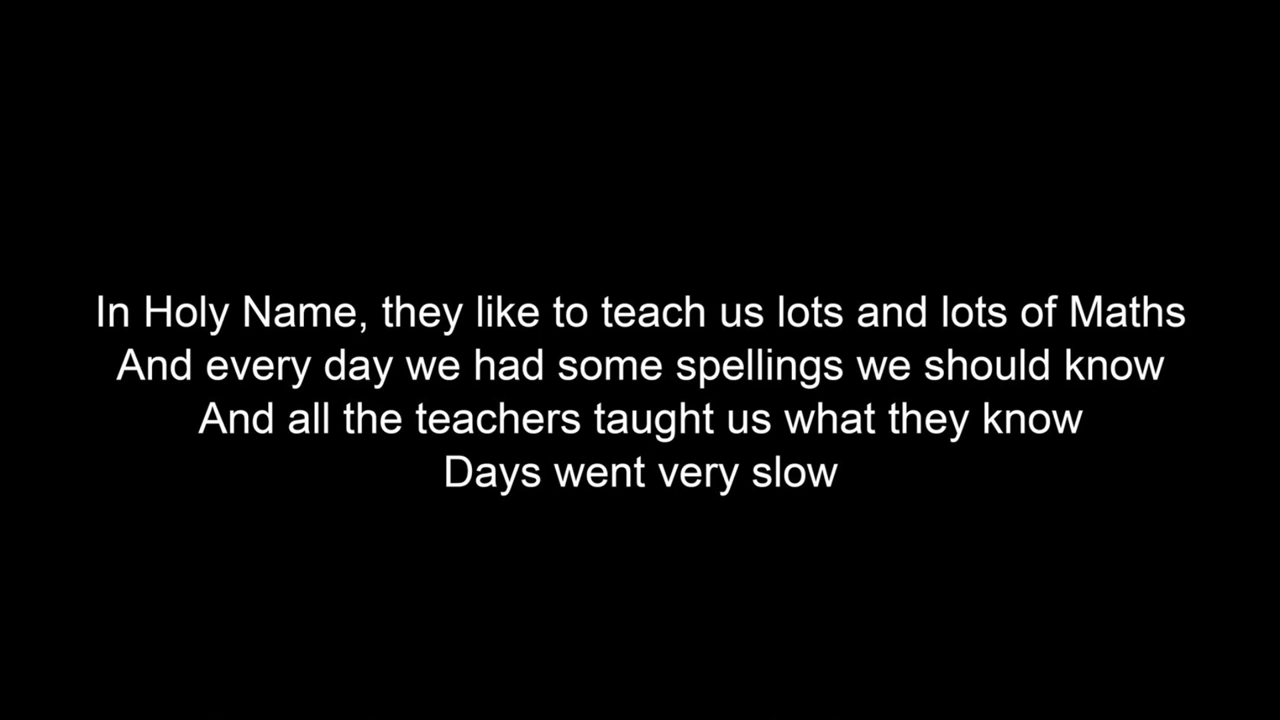 In Holy Name, they like to teach us lots and lots of Maths
And every day we had some spellings we should know
And all the teachers taught us what they know
Days went very slow